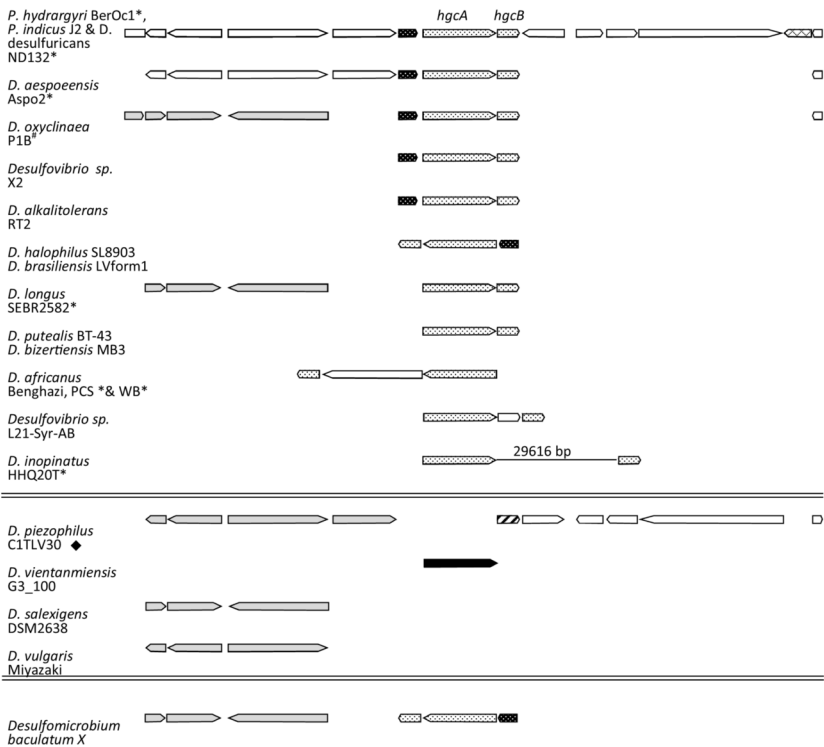 P. hydrargyri BerOc1*,
hgcA hgcB
P. indicus J2 & D.
desulfuricans
ND132*
D. aespoeensis
Aspo2*
D. oxyclinaea
P1B#
Desulfovibrio sp.
X2
D. alkalitolerans
RT2
D. halophilus SL8903
D. brasiliensis LVform1
D. longus
SEBR2582*
D. putealis BT-43
D. bizertiensis MB3
D. africanus
Benghazi, PCS *& WB*
Desulfovibrio sp.
L21-Syr-AB
29616 bp
D. inopinatus
HHQ20T*
D. piezophilus
C1TLV30 ◆
D. vientanmiensis
G3_100
D. salexigens
DSM2638
D. vulgaris
Miyazaki
Desulfomicrobium
baculatum X